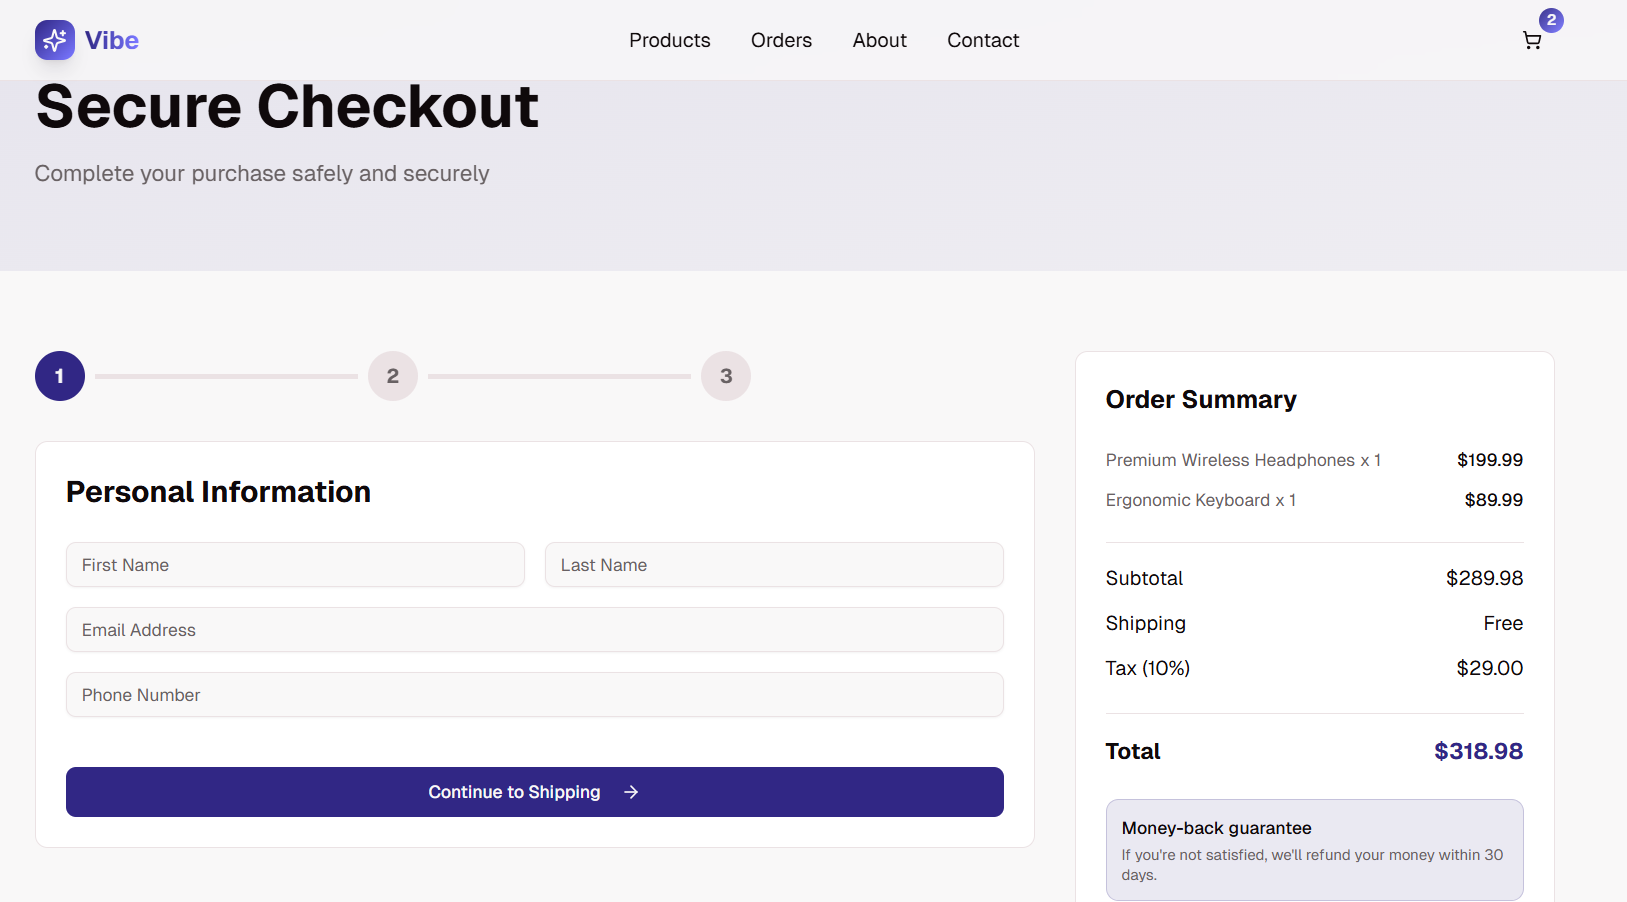 Vibe
Products
Orders
About
Contact
2
Secure Checkout
Complete your purchase safely and securely
1
2
3
Personal Information
First Name
Last Name
Email Address
Phone Number
Continue to Shipping
Order Summary
Premium Wireless Headphones x 1 $199.99
Ergonomic Keyboard x 1 $89.99
Subtotal $289.98
Shipping Free
Tax (10%) $29.00
Total $318.98
Money-back guarantee
If you're not satisfied, we'll refund your money within 30
days.